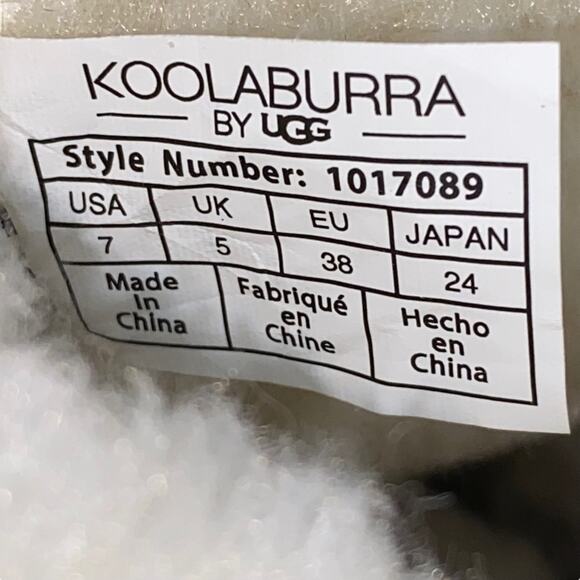 KOOLABURRA
BY UGG
Style Number: 1017089
USA UK EU JAPAN
7 5 38 24
Made in China
Fabriqué en Chine
Hecho en China